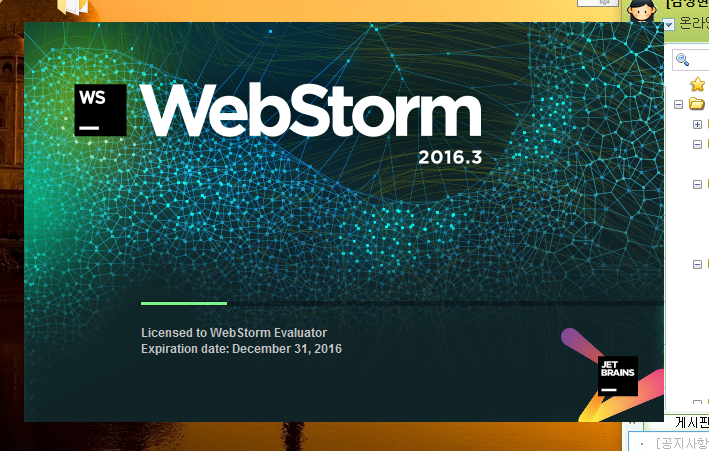 온라인
WS
WebStorm
2016.3
Licensed to WebStorm Evaluator
Expiration date: December 31, 2016
JET
BRAINS
게시판
[공지사항